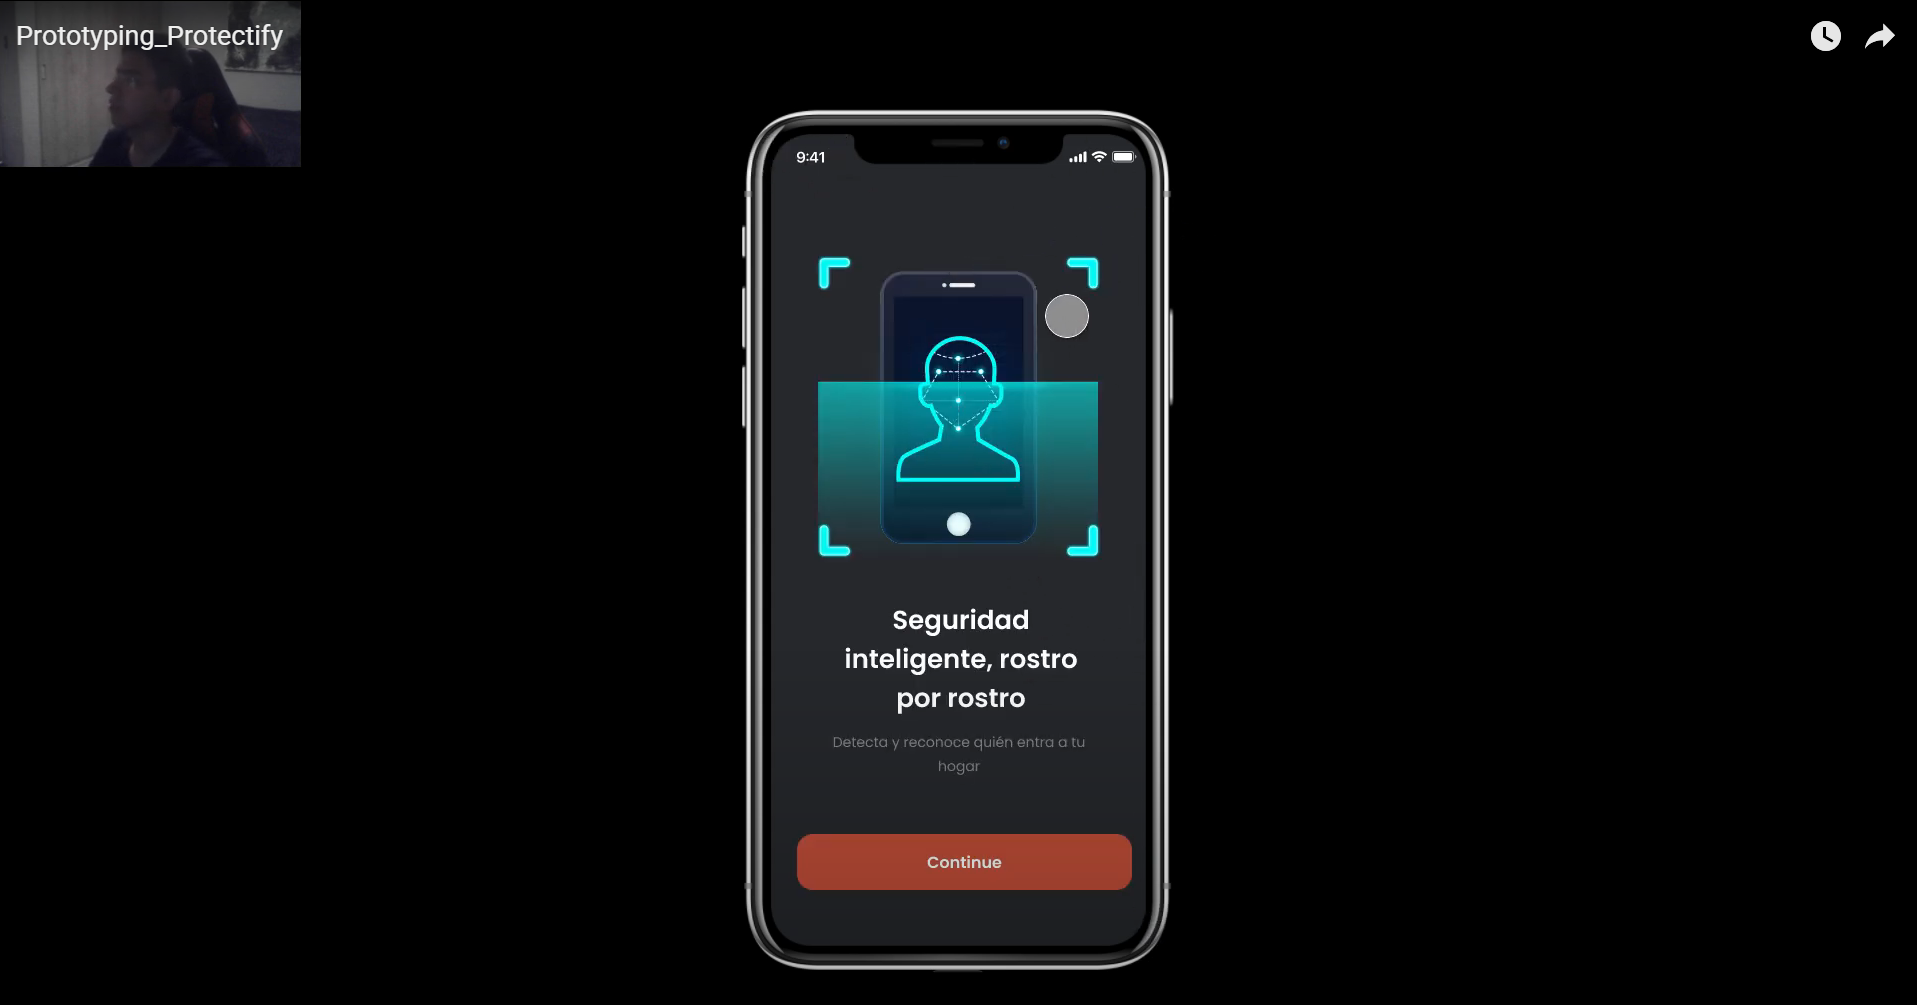 Prototyping_Protectify
9:41
Seguridad
inteligente, rostro
por rostro
Detecta y reconoce quién entra a tu
hogar
Continue